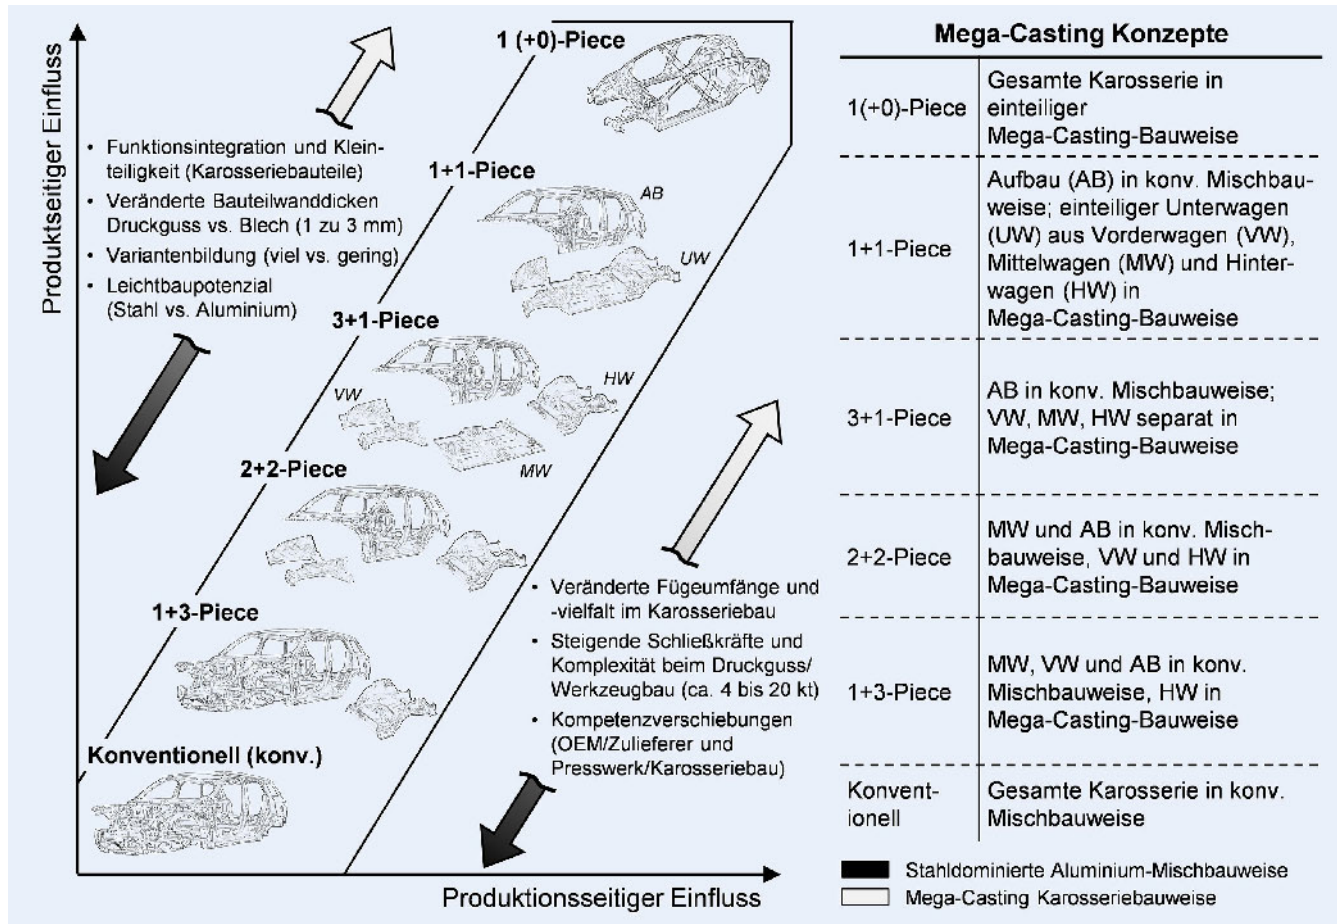 Produktseitiger Einfluss
1 (+0)-Piece
• Funktionsintegration und Klein-
teiligkeit (Karosseriebauteile)
• Veränderte Bauteilwanddicken
Druckguss vs. Blech (1 zu 3 mm)
• Variantenbildung (viel vs. gering)
• Leichtbaupotenzial
(Stahl vs. Aluminium)
1+1-Piece
AB
UW
3+1-Piece
VW
HW
MW
2+2-Piece
1+3-Piece
Konventionell (konv.)
• Veränderte Fügeumfänge und
-vielfalt im Karosseriebau
• Steigende Schließkräfte und
Komplexität beim Druckguss/
Werkzeugbau (ca. 4 bis 20 kt)
• Kompetenzverschiebungen
(OEM/Zulieferer und
Presswerk/Karosseriebau)
Produktionsseitiger Einfluss
Mega-Casting Konzepte
1(+0)-Piece
Gesamte Karosserie in
einteiliger
Mega-Casting-Bauweise
1+1-Piece
Aufbau (AB) in konv. Mischbau-
weise; einteiliger Unterwagen
(UW) aus Vorderwagen (VW),
Mittelwagen (MW) und Hinter-
wagen (HW) in
Mega-Casting-Bauweise
3+1-Piece
AB in konv. Mischbauweise;
VW, MW, HW separat in
Mega-Casting-Bauweise
2+2-Piece
MW und AB in konv. Misch-
bauweise, VW und HW in
Mega-Casting-Bauweise
1+3-Piece
MW, VW und AB in konv.
Mischbauweise, HW in
Mega-Casting-Bauweise
Konvent-
ionell
Gesamte Karosserie in konv.
Mischbauweise
Stahldominierte Aluminium-Mischbauweise
Mega-Casting Karosseriebauweise